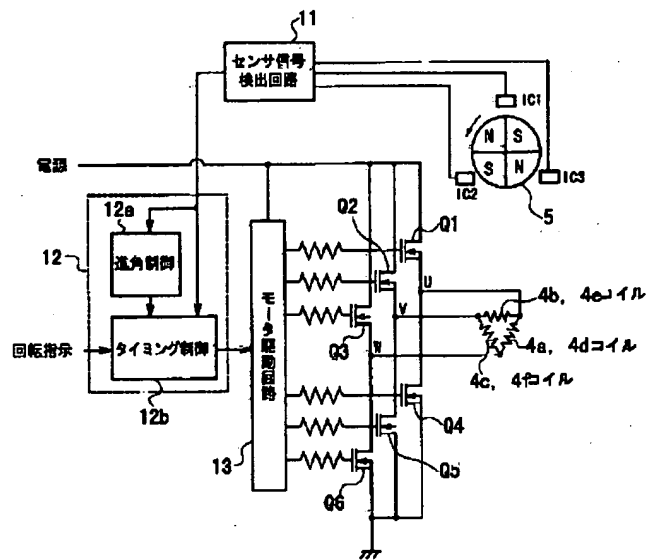 11
センサ信号
検出回路
IC1
N S
S N
IC2
IC3
5
電源
12a
12
進角制御
Q2
Q1
U
V
4b, 4eコイル
回転指示
タイミング制御
モータ駆動回路
W
Q3
4a, 4dコイル
4c, 4fコイル
12b
Q4
13
Q5
Q6